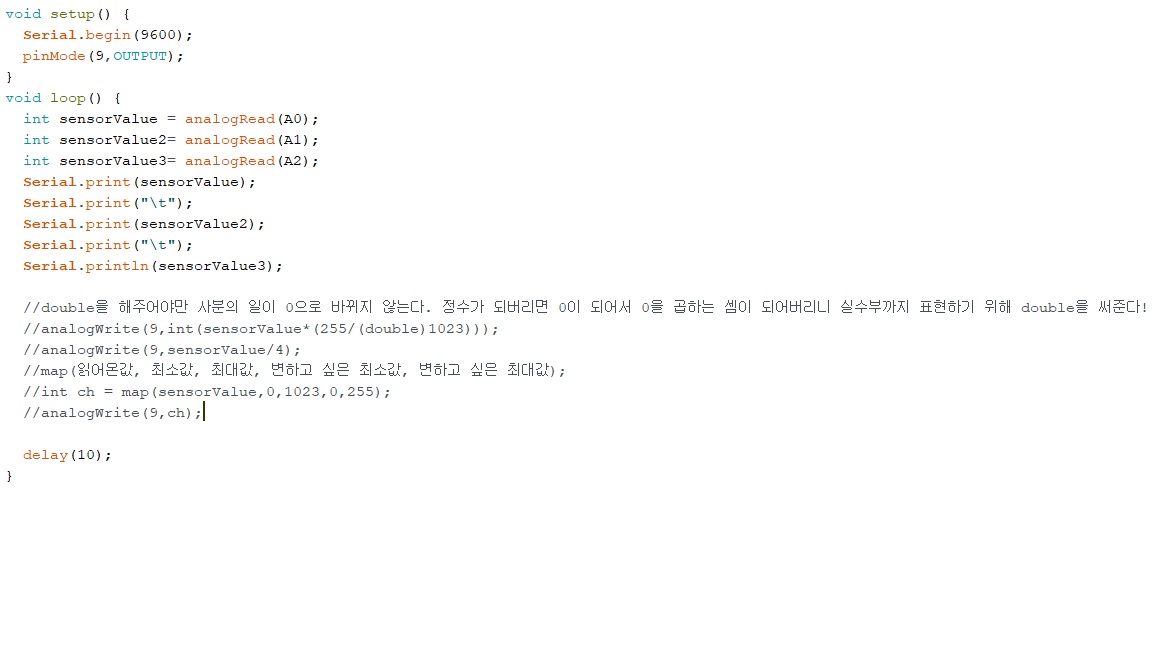 void setup() {
  Serial.begin(9600);
  pinMode(9,OUTPUT);
}
void loop() {
  int sensorValue = analogRead(A0);
  int sensorValue2= analogRead(A1);
  int sensorValue3= analogRead(A2);
  Serial.print(sensorValue);
  Serial.print("\t");
  Serial.print(sensorValue2);
  Serial.print("\t");
  Serial.println(sensorValue3);
  //double을 해주어야만 사분의 일이 0으로 바뀌지 않는다. 정수가 되버리면 0이 되어서 0을 곱하는 셈이 되어버리니 실수부까지 표현하기 위해 double을 써준다!
  //analogWrite(9,int(sensorValue*(255/(double)1023)));
  //analogWrite(9,sensorValue/4);
  //map(읽어온값, 최소값, 최대값, 변하고 싶은 최소값, 변하고 싶은 최대값);
  //int ch = map(sensorValue,0,1023,0,255);
  //analogWrite(9,ch);
  delay(10);
}